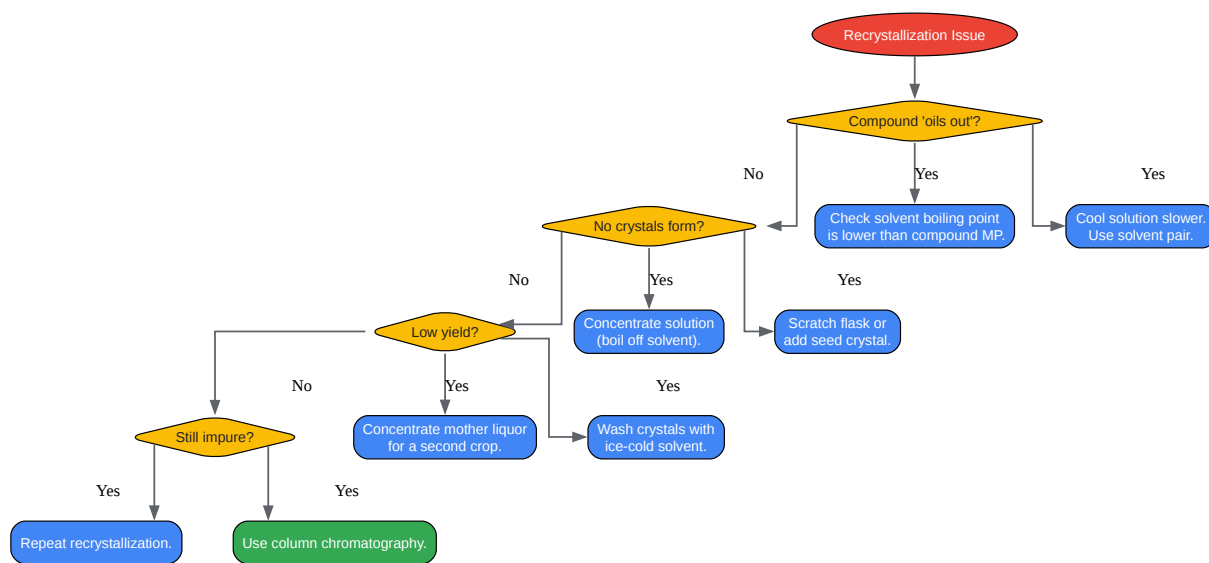 Recrystallization Issue
Compound 'oils out'?
No
Yes
Yes
Check solvent boiling point
is lower than compound MP.
Cool solution slower.
Use solvent pair.
No crystals form?
No
Yes
Yes
Concentrate solution
(boil off solvent).
Scratch flask or
add seed crystal.
Low yield?
No
Yes
Yes
Concentrate mother liquor
for a second crop.
Wash crystals with
ice-cold solvent.
Still impure?
Yes
Yes
Repeat recrystallization.
Use column chromatography.